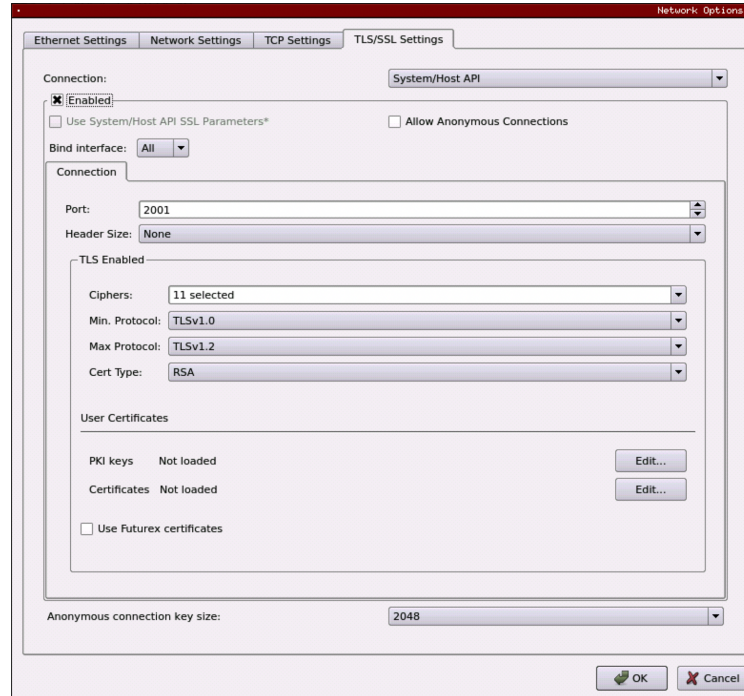 Network Options
Ethernet Settings Network Settings TCP Settings TLS/SSL Settings
Connection: System/Host API
Enabled
Use System/Host API SSL Parameters* Allow Anonymous Connections
Bind interface: All
Connection
Port: 2001
Header Size: None
TLS Enabled
Ciphers: 11 selected
Min. Protocol: TLSv1.0
Max Protocol: TLSv1.2
Cert Type: RSA
User Certificates
PKI keys Not loaded Edit...
Certificates Not loaded Edit...
Use Futurex certificates
Anonymous connection key size: 2048
OK Cancel